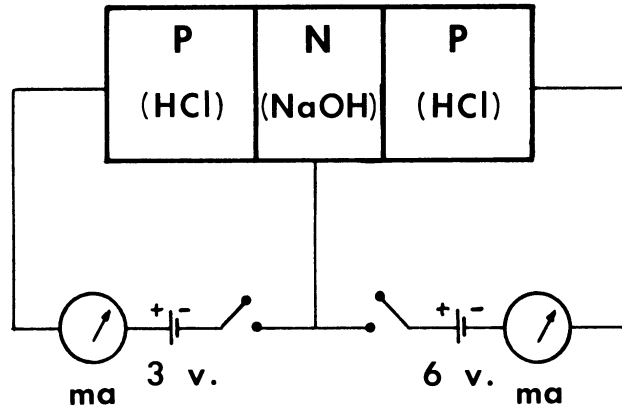 P N P
(HCl) (NaOH) (HCl)
+ - + -
3 v. 6 v.
ma ma